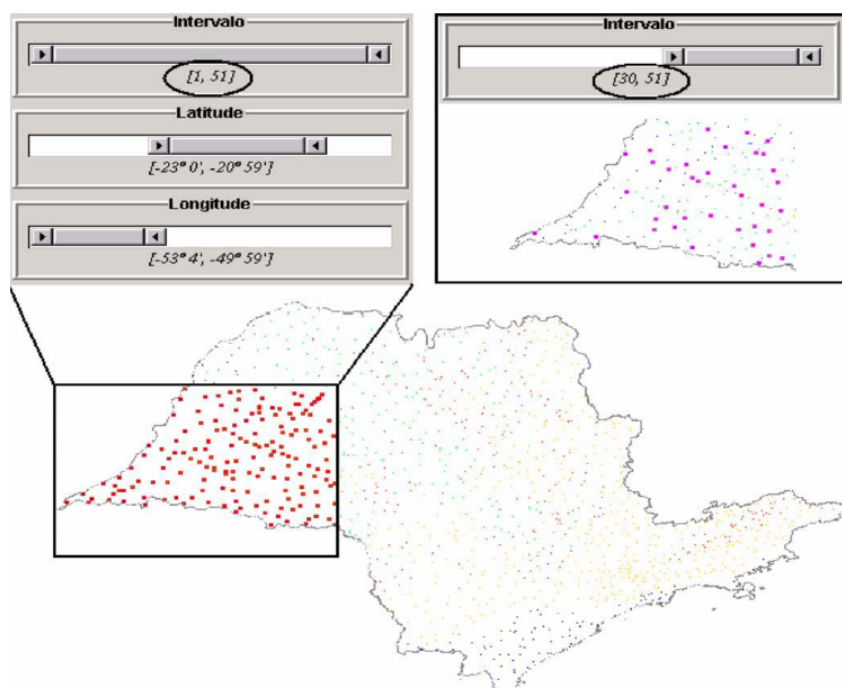 Intervalo
[1, 51]
Latitude
[-23º 0', -20º 59']
Longitude
[-53º 4', -49º 59']
Intervalo
[30, 51]